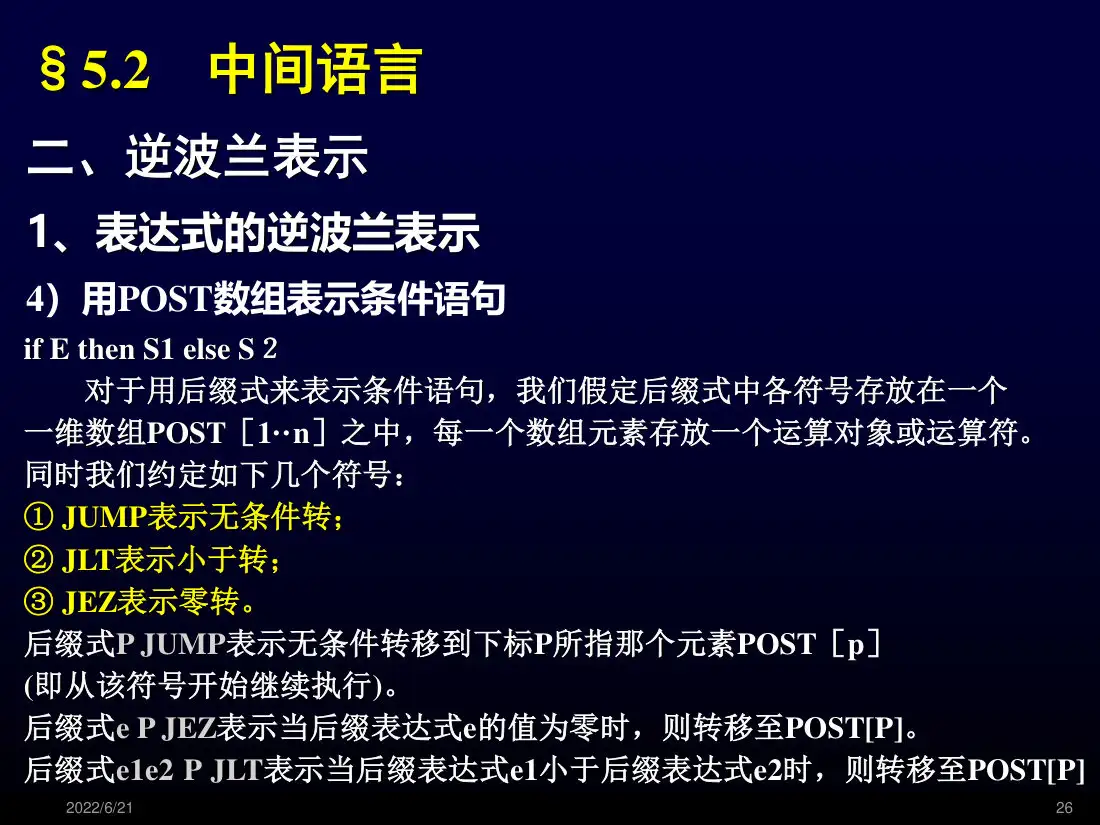 §5.2 中间语言
二、逆波兰表示
1、表达式的逆波兰表示
4）用POST数组表示条件语句
if E then S1 else S２
对于用后缀式来表示条件语句，我们假定后缀式中各符号存放在一个
一维数组POST［1··n］之中，每一个数组元素存放一个运算对象或运算符。
同时我们约定如下几个符号：
① JUMP表示无条件转；
② JLT表示小于转；
③ JEZ表示零转。
后缀式P JUMP表示无条件转移到下标P所指那个元素POST［p］
(即从该符号开始继续执行)。
后缀式e P JEZ表示当后缀表达式e的值为零时，则转移至POST[P]。
后缀式e1e2 P JLT表示当后缀表达式e1小于后缀表达式e2时，则转移至POST[P]
2022/6/21
26